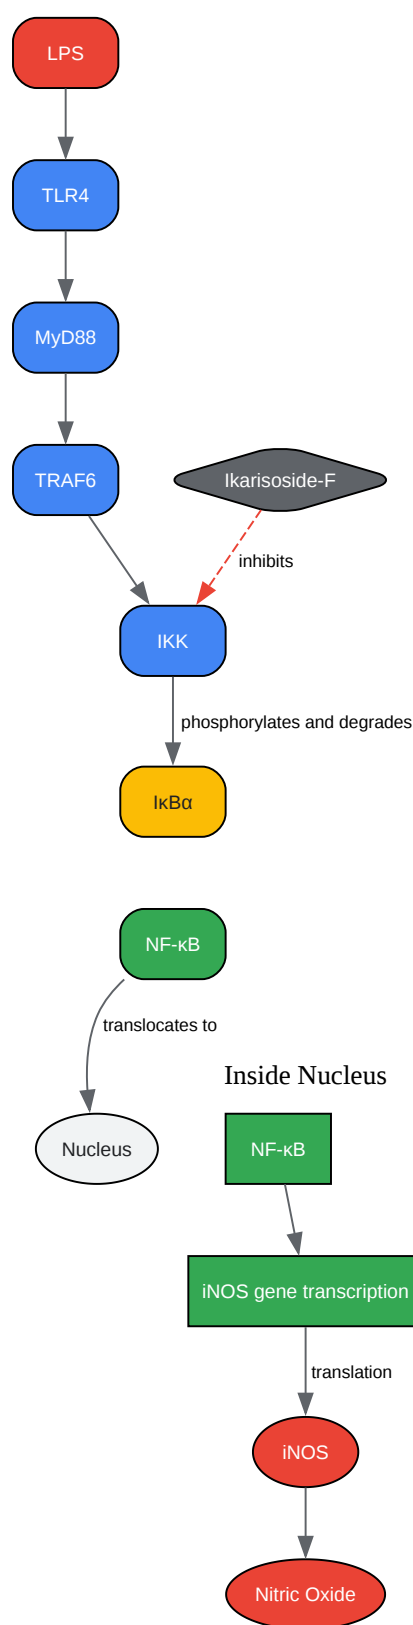 LPS
TLR4
MyD88
TRAF6
Ikarisoside-F
inhibits
IKK
phosphorylates and degrades
IκBα
NF-κB
translocates to
Inside Nucleus
Nucleus
NF-κB
iNOS gene transcription
translation
iNOS
Nitric Oxide